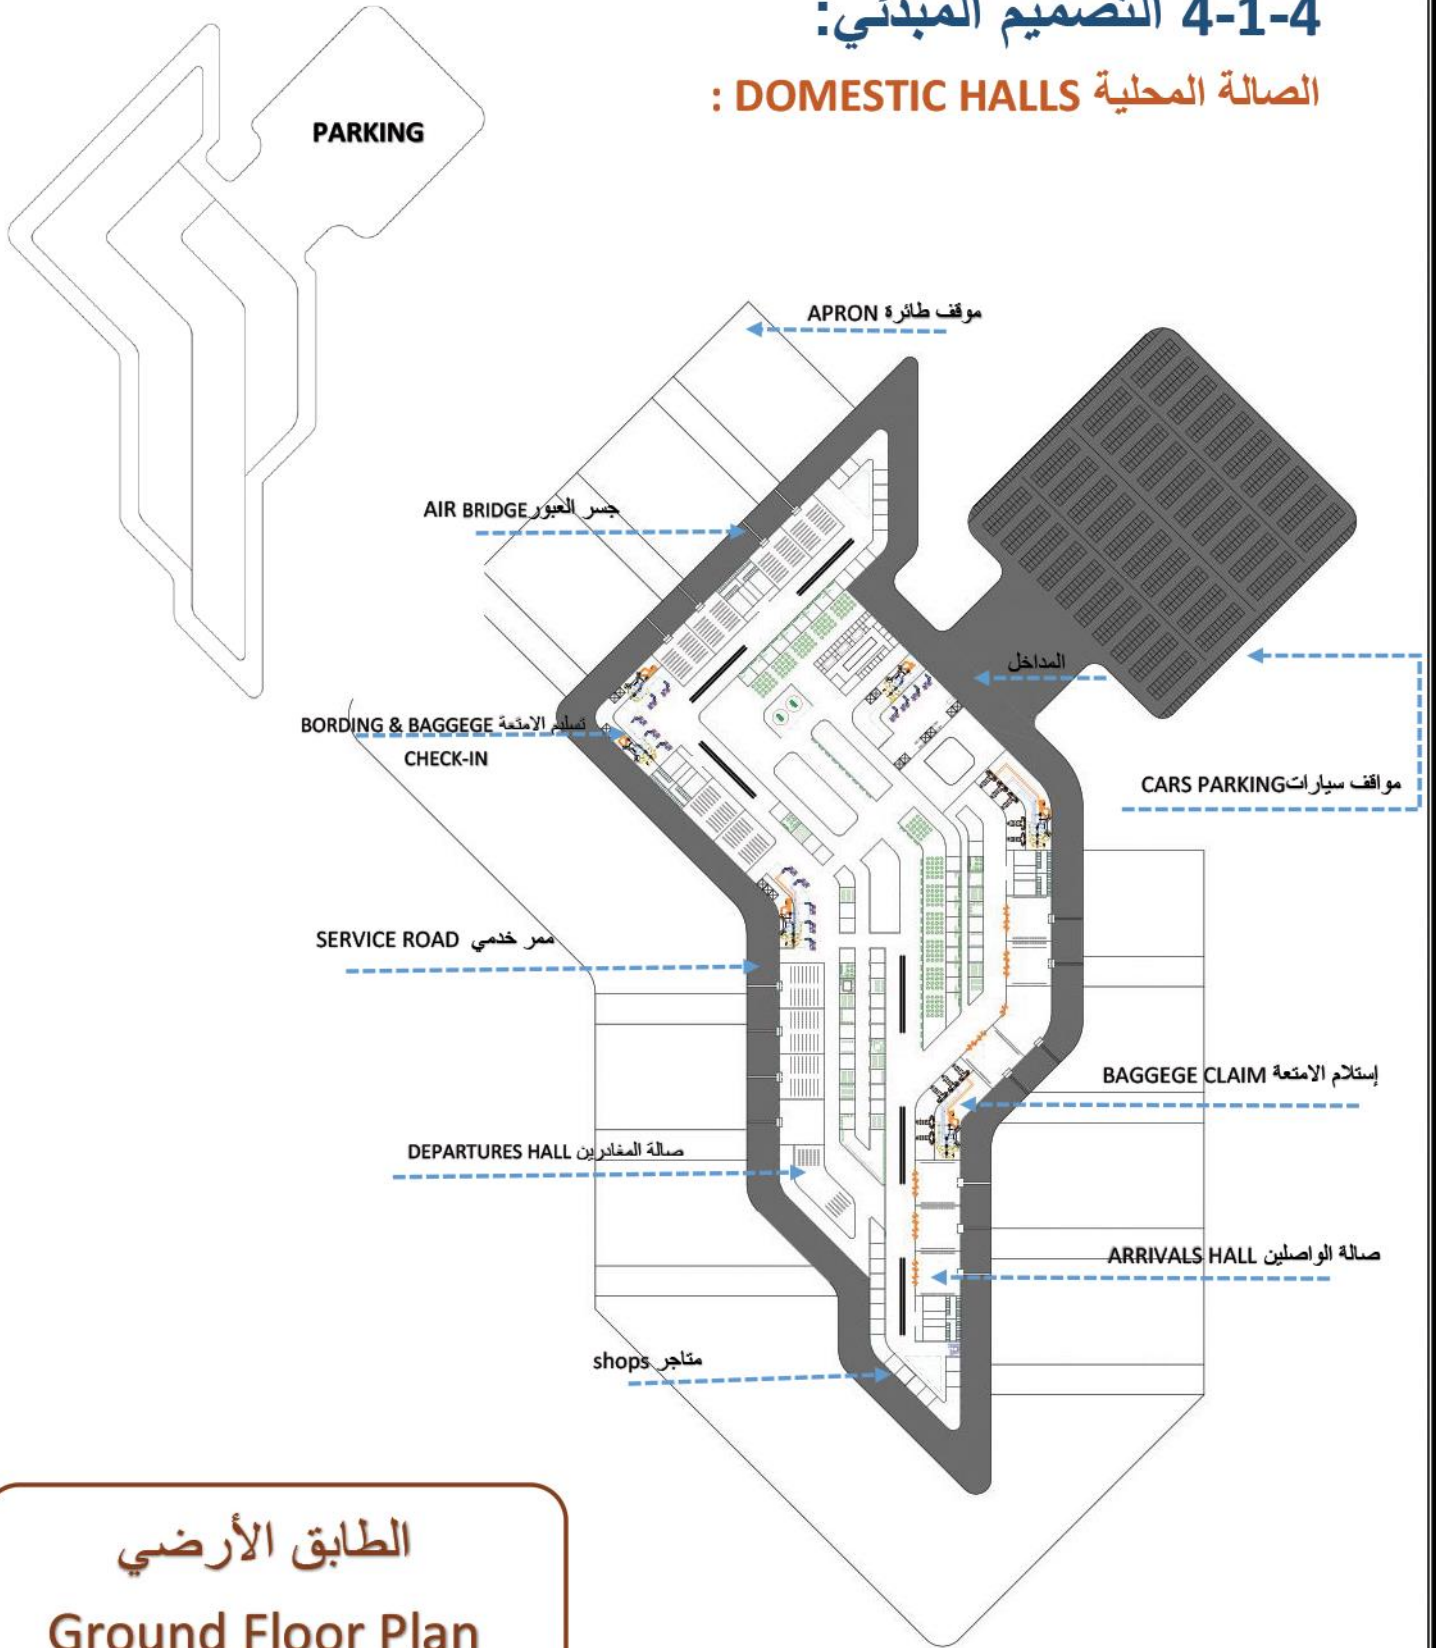 4-1-4 التصميم المبدئي:
الصالة المحلية DOMESTIC HALLS :
PARKING
موقف طائرة APRON
جسر العبور AIR BRIDGE
المداخل
تسليم الامتعة BORDING & BAGGEGE
CHECK-IN
مواقف سيارات CARS PARKING
ممر خدمي SERVICE ROAD
إستلام الامتعة BAGGEGE CLAIM
صالة المغادرين DEPARTURES HALL
صالة الواصلين ARRIVALS HALL
متاجر shops
الطابق الأرضي
Ground Floor Plan